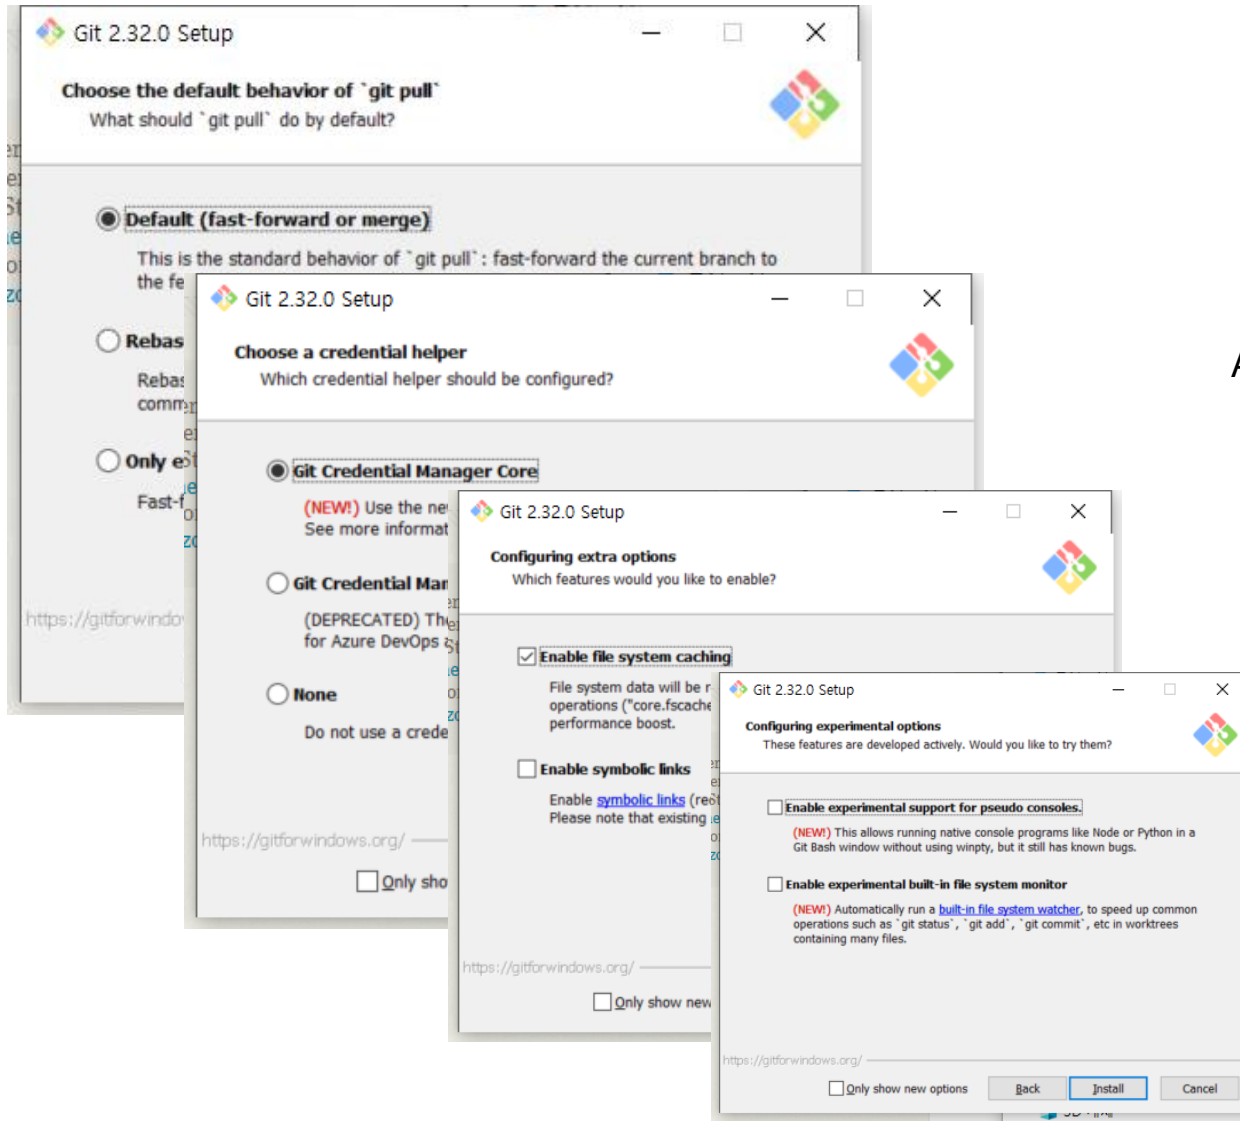 Git 2.32.0 Setup
Choose the default behavior of `git pull`
What should `git pull` do by default?
Default (fast-forward or merge)
This is the standard behavior of `git pull`: fast-forward the current branch to
the fe
Rebas
Rebas
comm
Only e
Fast-f
https://gitforwindo
Git 2.32.0 Setup
Choose a credential helper
Which credential helper should be configured?
Git Credential Manager Core
(NEW!) Use the ne
See more informat
Git Credential Man
(DEPRECATED) Th
for Azure DevOps
None
Do not use a crede
https://gitforwindows.org/
Only sho
Git 2.32.0 Setup
Configuring extra options
Which features would you like to enable?
Enable file system caching
File system data will be r
operations ("core.fscache
performance boost.
Enable symbolic links
Enable symbolic links (re
Please note that existing
https://gitforwindows.org/
Only show new
Git 2.32.0 Setup
Configuring experimental options
These features are developed actively. Would you like to try them?
Enable experimental support for pseudo consoles.
(NEW!) This allows running native console programs like Node or Python in a
Git Bash window without using winpty, but it still has known bugs.
Enable experimental built-in file system monitor
(NEW!) Automatically run a built-in file system watcher, to speed up common
operations such as `git status`, `git add`, `git commit`, etc in worktrees
containing many files.
https://gitforwindows.org/
Only show new options
Back
Install
Cancel
A